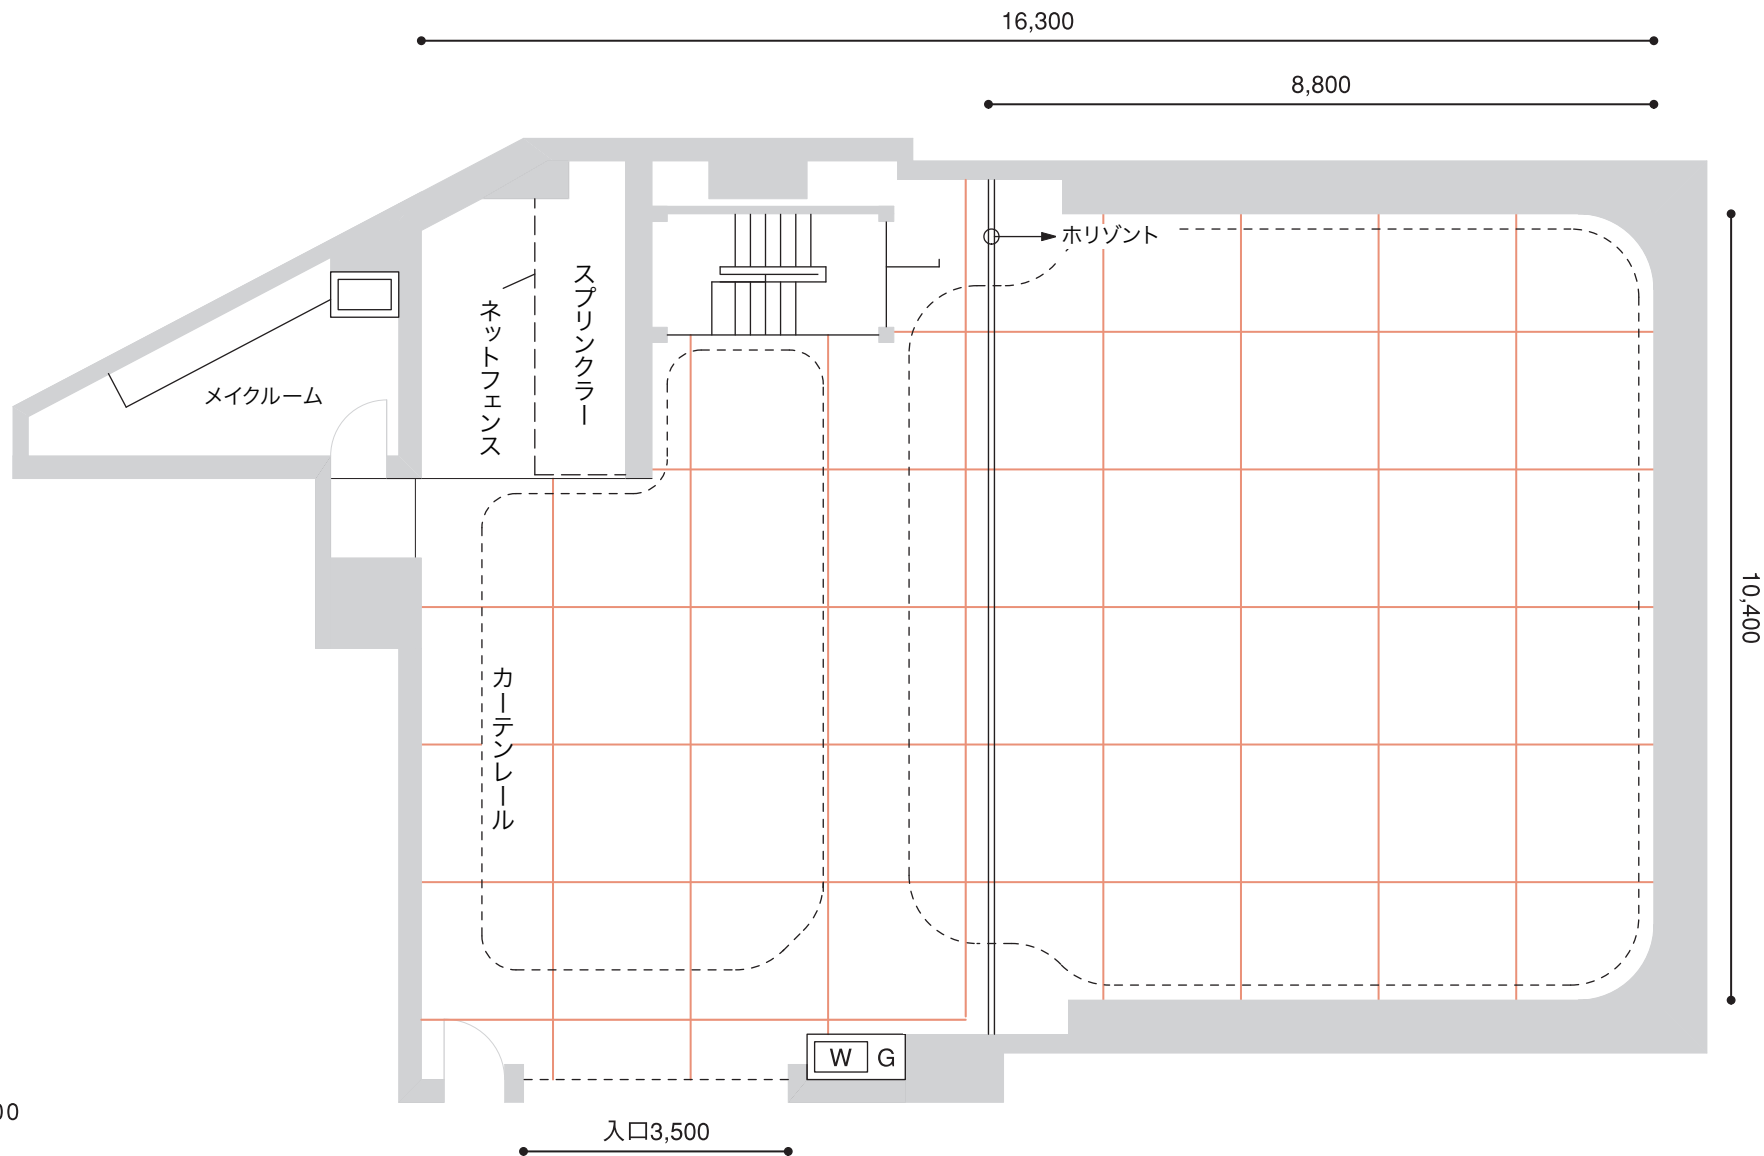 16,300
8,800
ホリゾント
スプリンクラー
ネットフェンス
メイクルーム
カーテンレール
10,400
W G
00
入口3,500